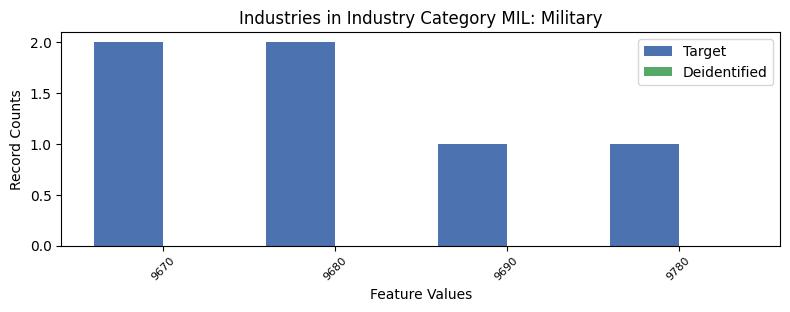 Industries in Industry Category MIL: Military
2.0
1.5
1.0
0.5
0.0
Record Counts
Target
Deidentified
9670
9680
9690
9780
Feature Values